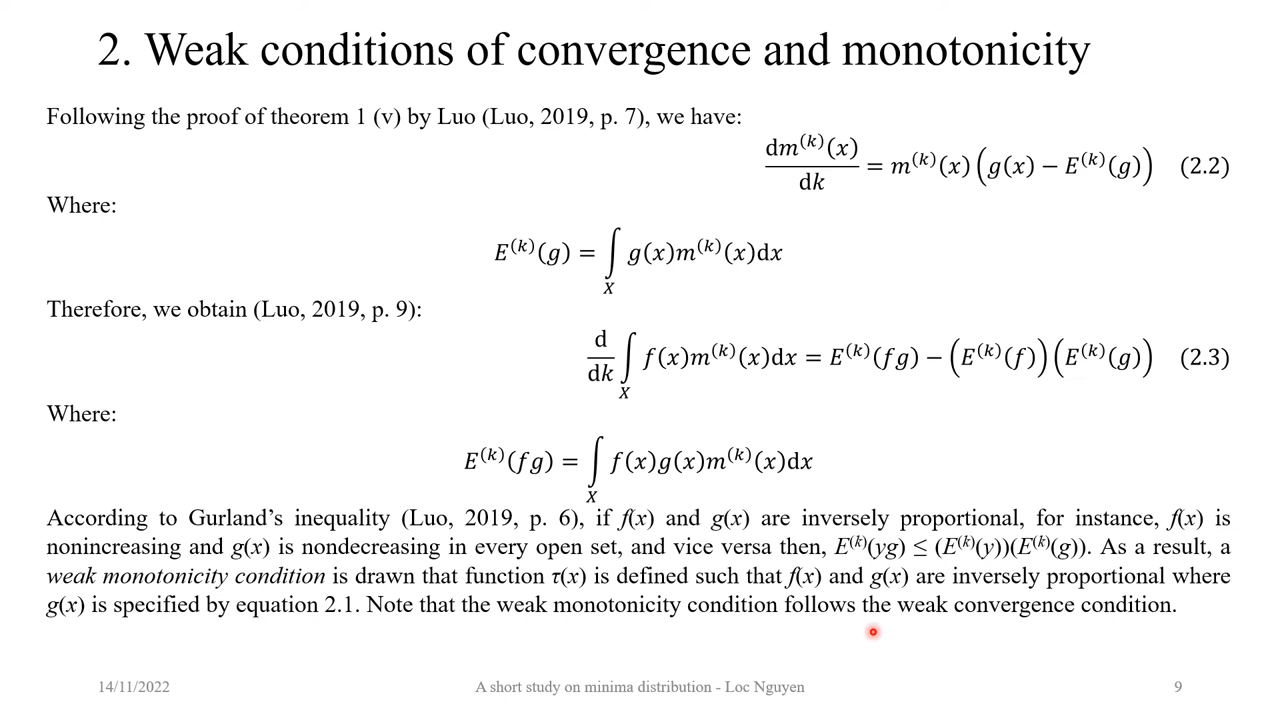 2. Weak conditions of convergence and monotonicity
Following the proof of theorem 1 (v) by Luo (Luo, 2019, p. 7), we have:
d𝑚⁽ᵏ⁾(𝑥)/d𝑘 = 𝑚⁽ᵏ⁾(𝑥)(𝑔(𝑥) − 𝐸⁽ᵏ⁾(𝑔)) (2.2)
Where:
𝐸⁽ᵏ⁾(𝑔) = ∫_𝑋 𝑔(𝑥)𝑚⁽ᵏ⁾(𝑥)d𝑥
Therefore, we obtain (Luo, 2019, p. 9):
d/d𝑘 ∫_𝑋 𝑓(𝑥)𝑚⁽ᵏ⁾(𝑥)d𝑥 = 𝐸⁽ᵏ⁾(𝑓𝑔) − (𝐸⁽ᵏ⁾(𝑓))(𝐸⁽ᵏ⁾(𝑔)) (2.3)
Where:
𝐸⁽ᵏ⁾(𝑓𝑔) = ∫_𝑋 𝑓(𝑥)𝑔(𝑥)𝑚⁽ᵏ⁾(𝑥)d𝑥
According to Gurland’s inequality (Luo, 2019, p. 6), if f(x) and g(x) are inversely proportional, for instance, f(x) is
nonincreasing and g(x) is nondecreasing in every open set, and vice versa then, E⁽ᵏ⁾(yg) ≤ (E⁽ᵏ⁾(y))(E⁽ᵏ⁾(g)). As a result, a
weak monotonicity condition is drawn that function τ(x) is defined such that f(x) and g(x) are inversely proportional where
g(x) is specified by equation 2.1. Note that the weak monotonicity condition follows the weak convergence condition.
14/11/2022
A short study on minima distribution - Loc Nguyen
9